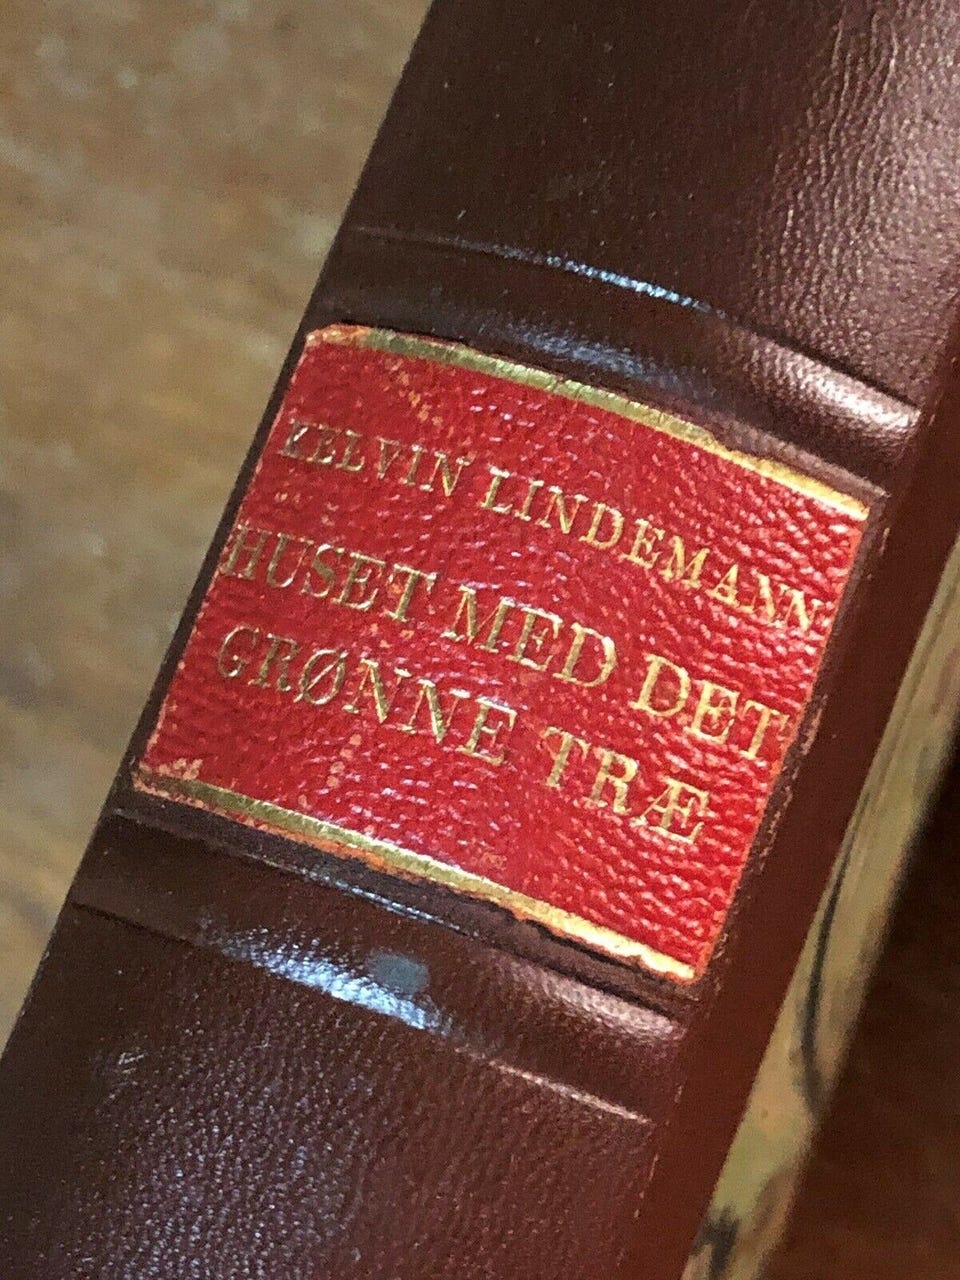 KELVIN LINDEMANN
HUSET MED DET
GRØNNE TRÆ